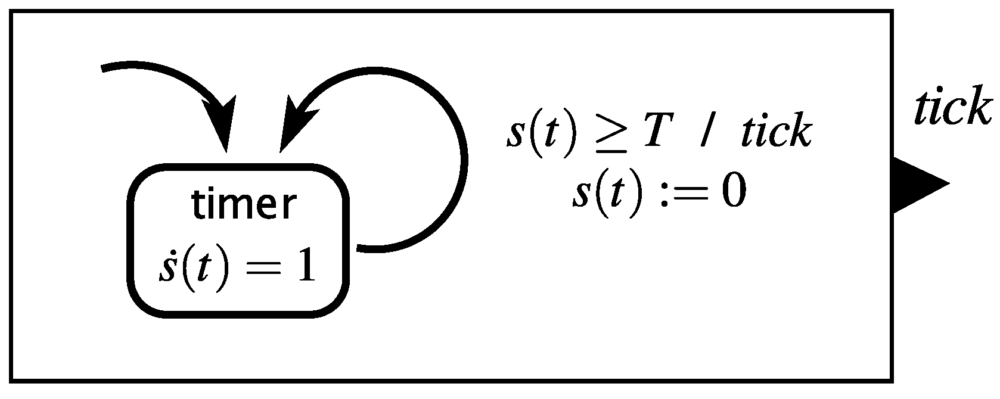 tick
s(t) ≥ T / tick
s(t) := 0
timer
ṡ(t) = 1